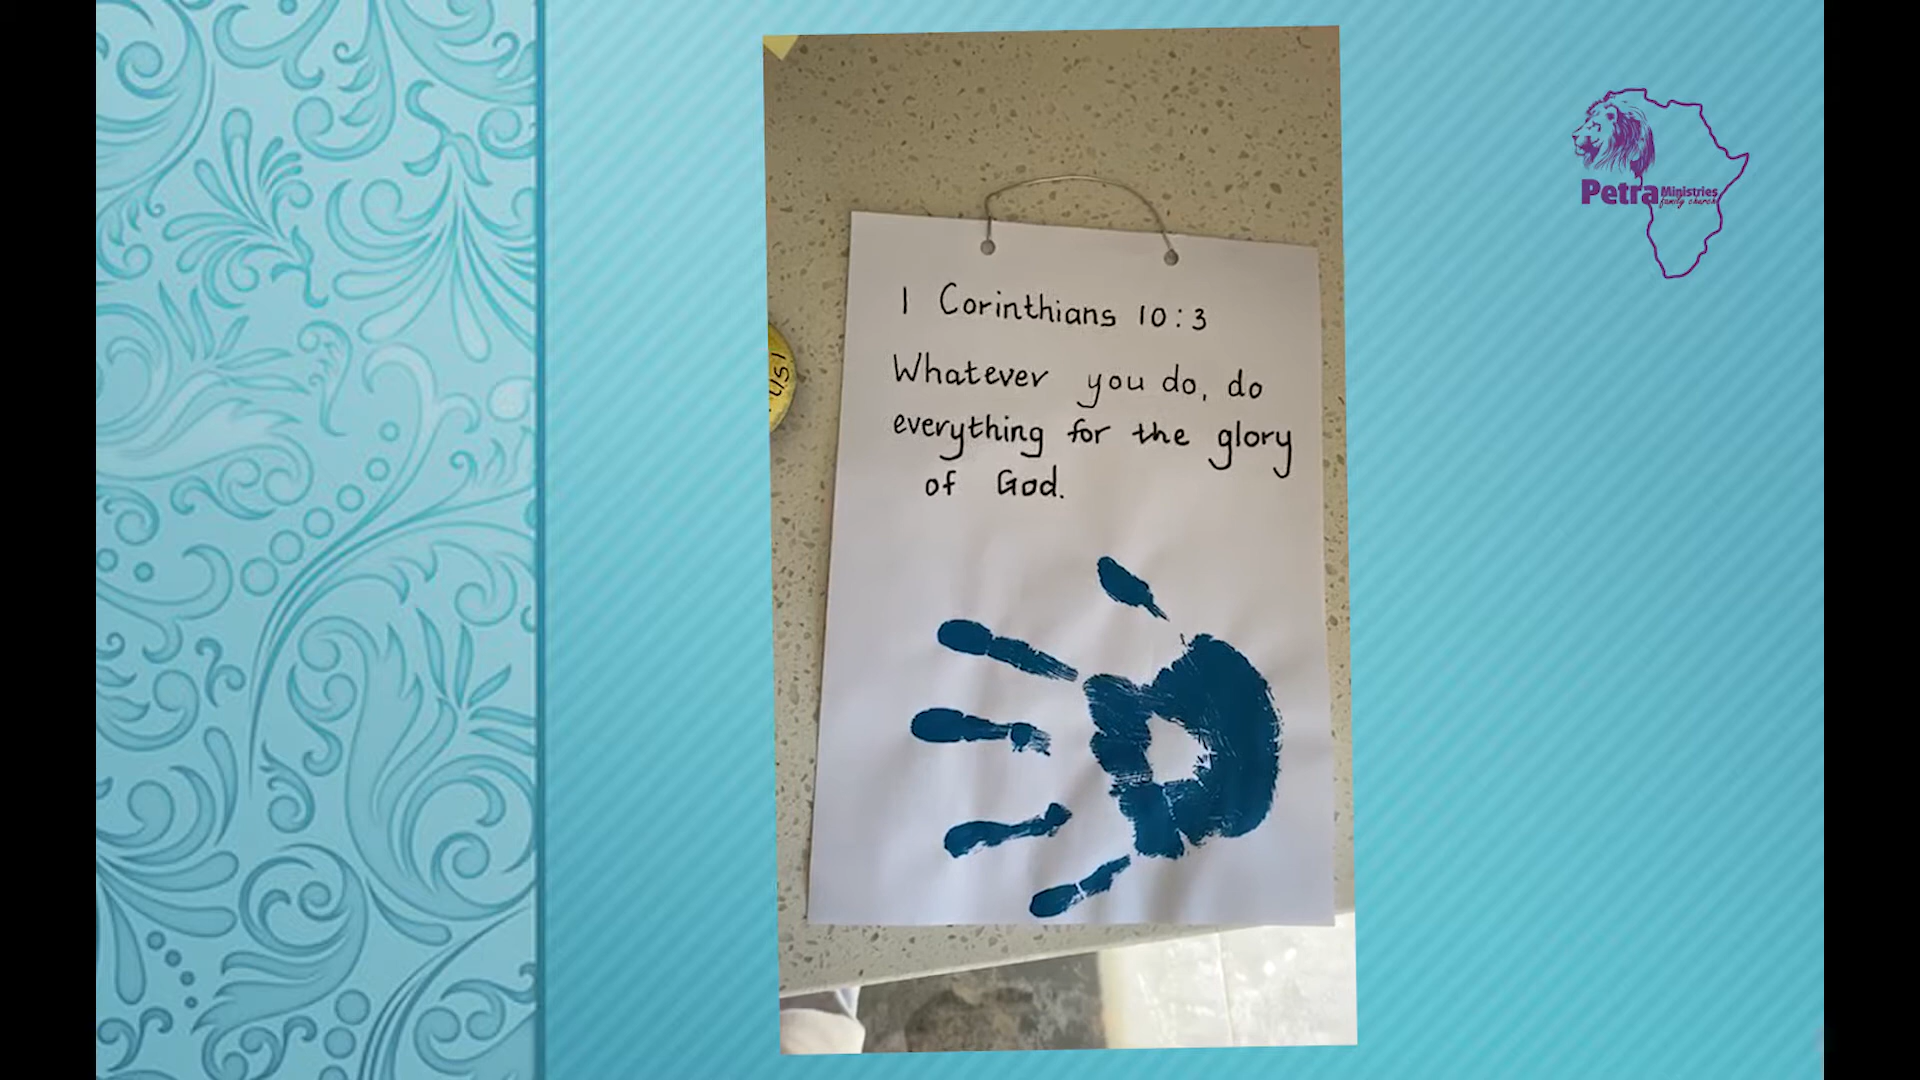 1 Corinthians 10:3
Whatever you do, do
everything for the glory
of God.
Petra Ministries
family church